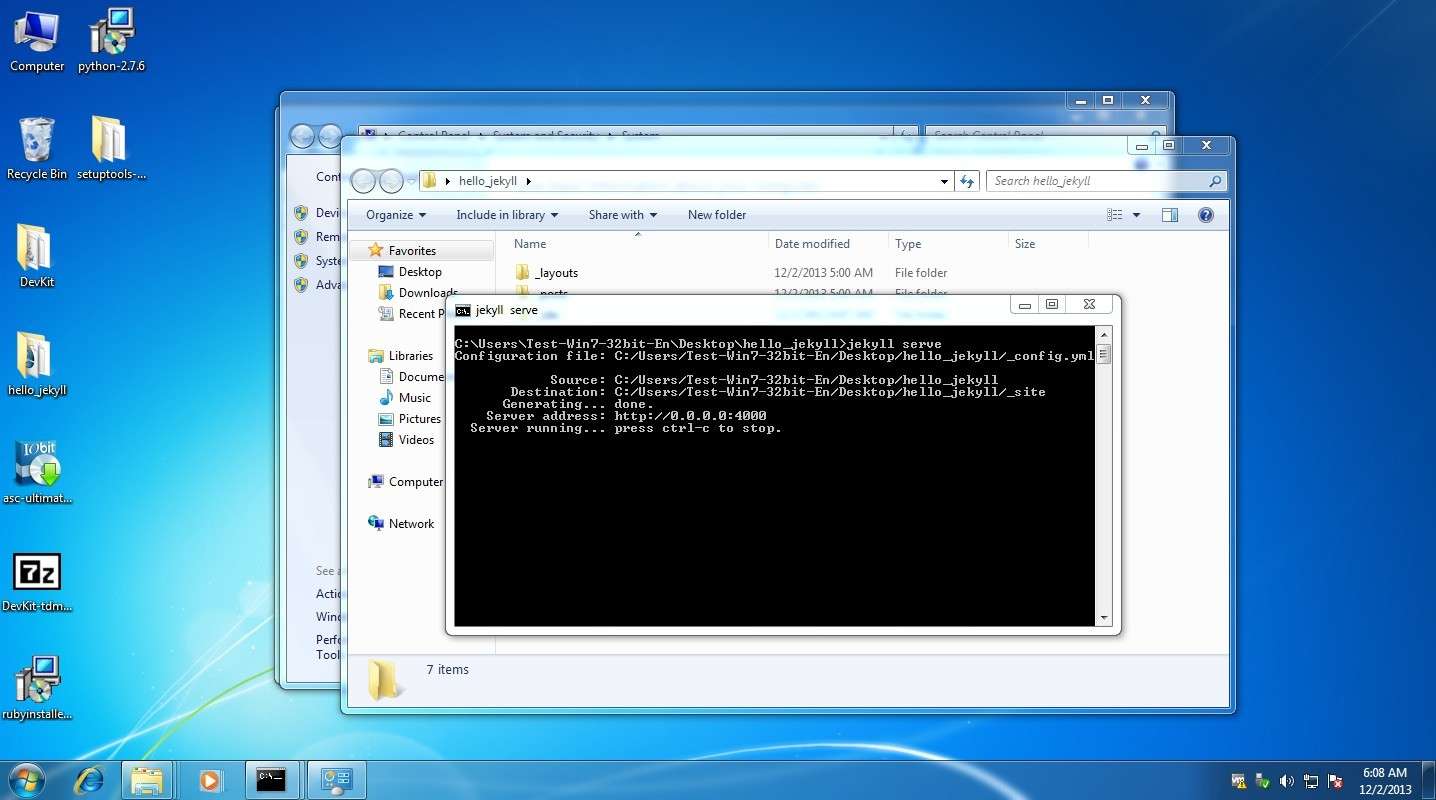 Computer
python-2.7.6
Recycle Bin
setuptools-...
DevKit
hello_jekyll
asc-ultimat...
DevKit-tdm...
rubyinstalle...
Control Panel System and Security System
Search Control Panel
Cont
Devi
Rem
Syste
Adva
See
Actio
Wind
Perfo
Tool
hello_jekyll
Search hello_jekyll
Organize
Include in library
Share with
New folder
Name
Date modified
Type
Size
Favorites
Desktop
Downloads
Recent P
Libraries
Docume
Music
Pictures
Videos
Computer
Network
_layouts 12/2/2013 5:00 AM File folder
_posts 12/2/2013 5:00 AM File folder
7 items
jekyll serve
C:\Users\Test-Win7-32bit-En\Desktop\hello_jekyll>jekyll serve
Configuration file: C:/Users/Test-Win7-32bit-En/Desktop/hello_jekyll/_config.yml
Source: C:/Users/Test-Win7-32bit-En/Desktop/hello_jekyll
Destination: C:/Users/Test-Win7-32bit-En/Desktop/hello_jekyll/_site
Generating... done.
Server address: http://0.0.0.0:4000
Server running... press ctrl-c to stop.
6:08 AM
12/2/2013